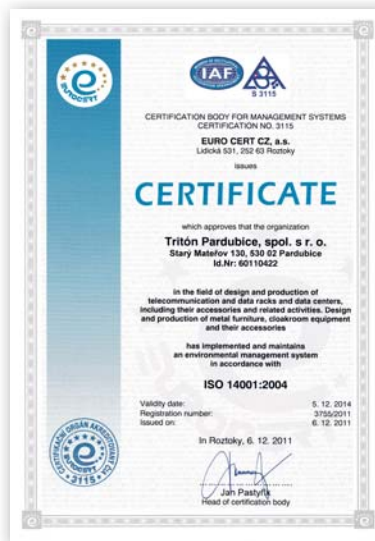 EUROCERT
IAF
S 3115
CERTIFICATION BODY FOR MANAGEMENT SYSTEMS
CERTIFICATION NO. 3115
EURO CERT CZ, a.s.
Lidická 531, 252 63 Roztoky
issues
CERTIFICATE
which approves that the organization
Tritón Pardubice, spol. s r. o.
Starý Mateřov 130, 530 02 Pardubice
Id.Nr: 60110422
in the field of design and production of
telecommunication and data racks and data centers,
including their accessories and related activities. Design
and production of metal furniture, cloakroom equipment
and their accessories
has implemented and maintains
an environmental management system
in accordance with
ISO 14001:2004
Validity date: 5. 12. 2014
Registration number: 3755/2011
Issued on: 6. 12. 2011
In Roztoky, 6. 12. 2011
Jan Pastyřík
Head of certification body
CERTIFIKAČNÍ ORGÁN AKREDITOVANÝ ČIA
EUROCERT
3115